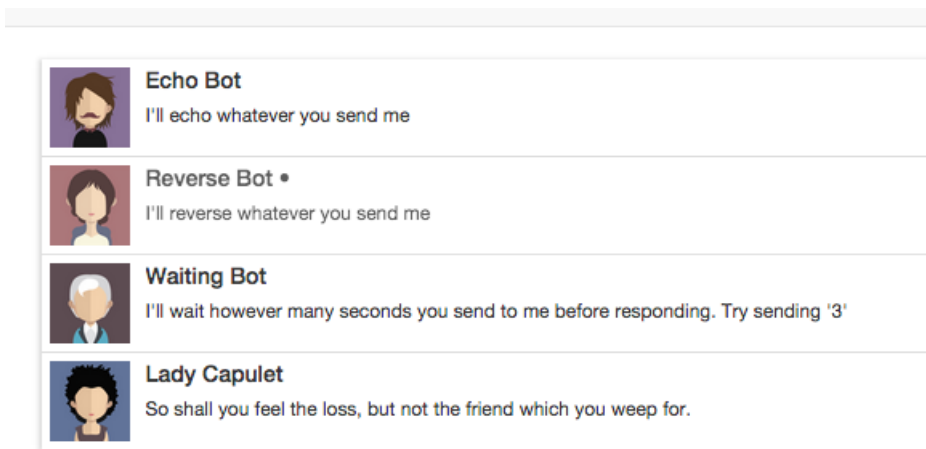 Echo Bot
I'll echo whatever you send me
Reverse Bot •
I'll reverse whatever you send me
Waiting Bot
I'll wait however many seconds you send to me before responding. Try sending '3'
Lady Capulet
So shall you feel the loss, but not the friend which you weep for.